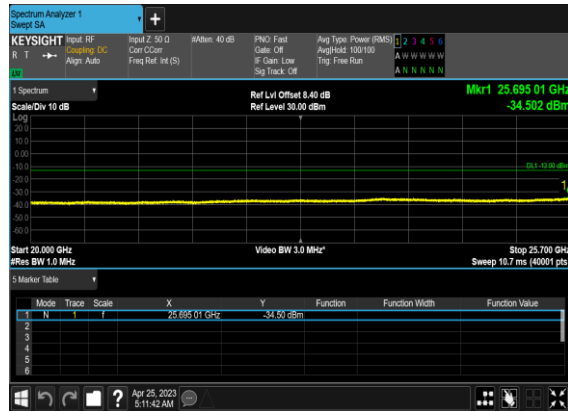 Spectrum Analyzer 1
Swept SA
KEYSIGHT
R T
Input: RF
Coupling: DC
Align: Auto
Input Z: 50 Ω
Corr CCorr
Freq Ref: Int (S)
#Atten: 40 dB
PNO: Fast
Gate: Off
IF Gain: Low
Sig Track: Off
Avg Type: Power (RMS)
Avg|Hold: 100/100
Trig: Free Run
1 2 3 4 5 6
A W W W W W
A N N N N N
1 Spectrum
Scale/Div 10 dB
Ref Lvl Offset 8.40 dB
Ref Level 30.00 dBm
Mkr1 25.695 01 GHz
-34.502 dBm
Log
20.0
10.0
0.00
-10.0
DL1 -13.00 dBm
-20.0
1
-30.0
-40.0
-50.0
-60.0
Start 20.000 GHz
#Res BW 1.0 MHz
Video BW 3.0 MHz*
Stop 25.700 GHz
Sweep 10.7 ms (40001 pts
5 Marker Table
Mode Trace Scale X Y Function Function Width Function Value
1 N 1 f 25.695 01 GHz -34.50 dBm
2
3
4
5
6
Apr 25, 2023
5:11:42 AM